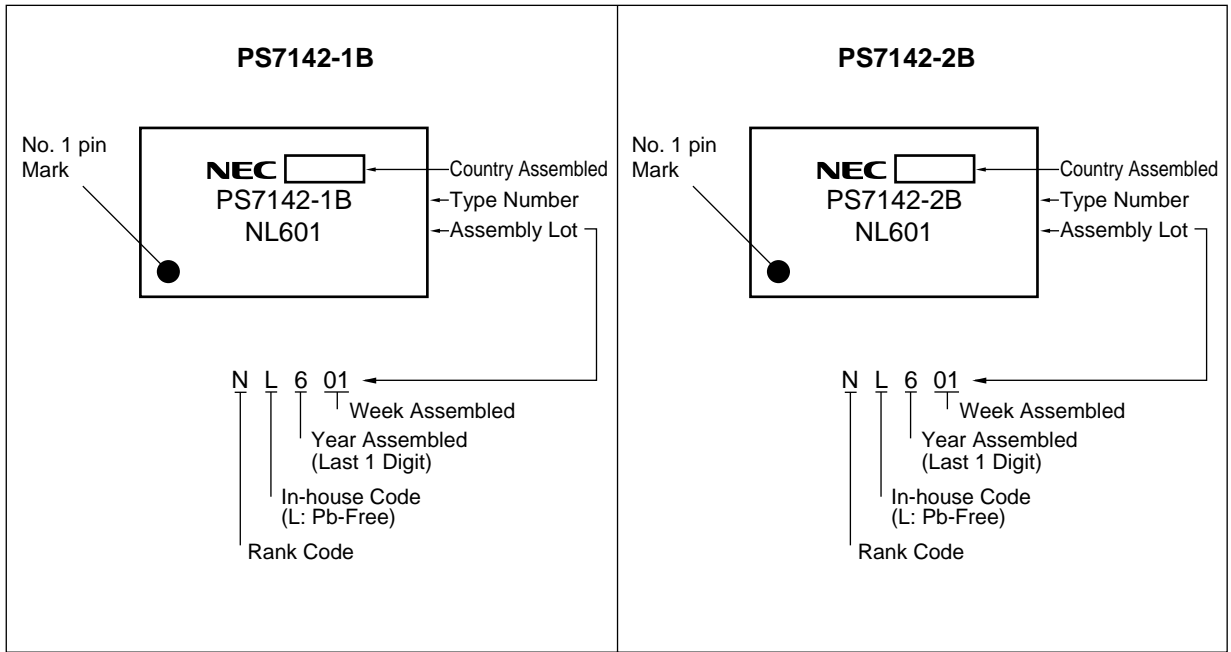 PS7142-1B
No. 1 pin
Mark
NEC
Country Assembled
PS7142-1B
Type Number
NL601
Assembly Lot
N L 6 01
Week Assembled
Year Assembled
(Last 1 Digit)
In-house Code
(L: Pb-Free)
Rank Code
PS7142-2B
No. 1 pin
Mark
NEC
Country Assembled
PS7142-2B
Type Number
NL601
Assembly Lot
N L 6 01
Week Assembled
Year Assembled
(Last 1 Digit)
In-house Code
(L: Pb-Free)
Rank Code